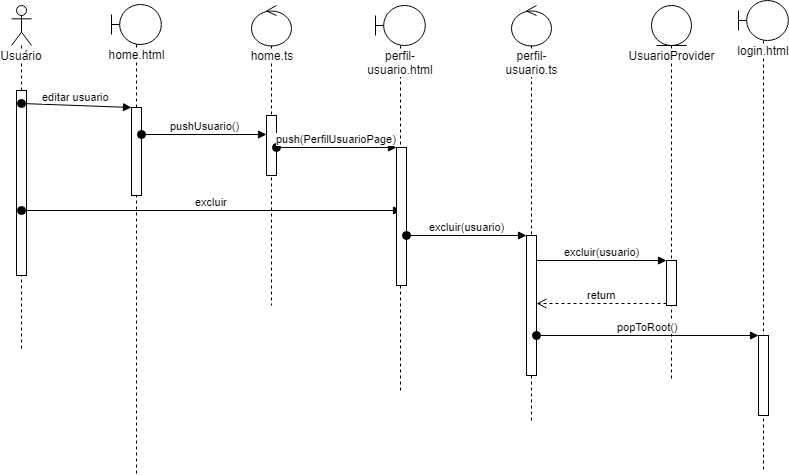 Usuário
home.html
home.ts
perfil-
usuario.html
perfil-
usuario.ts
UsuarioProvider
login.html
editar usuario
pushUsuario()
push(PerfilUsuarioPage)
excluir
excluir(usuario)
excluir(usuario)
return
popToRoot()